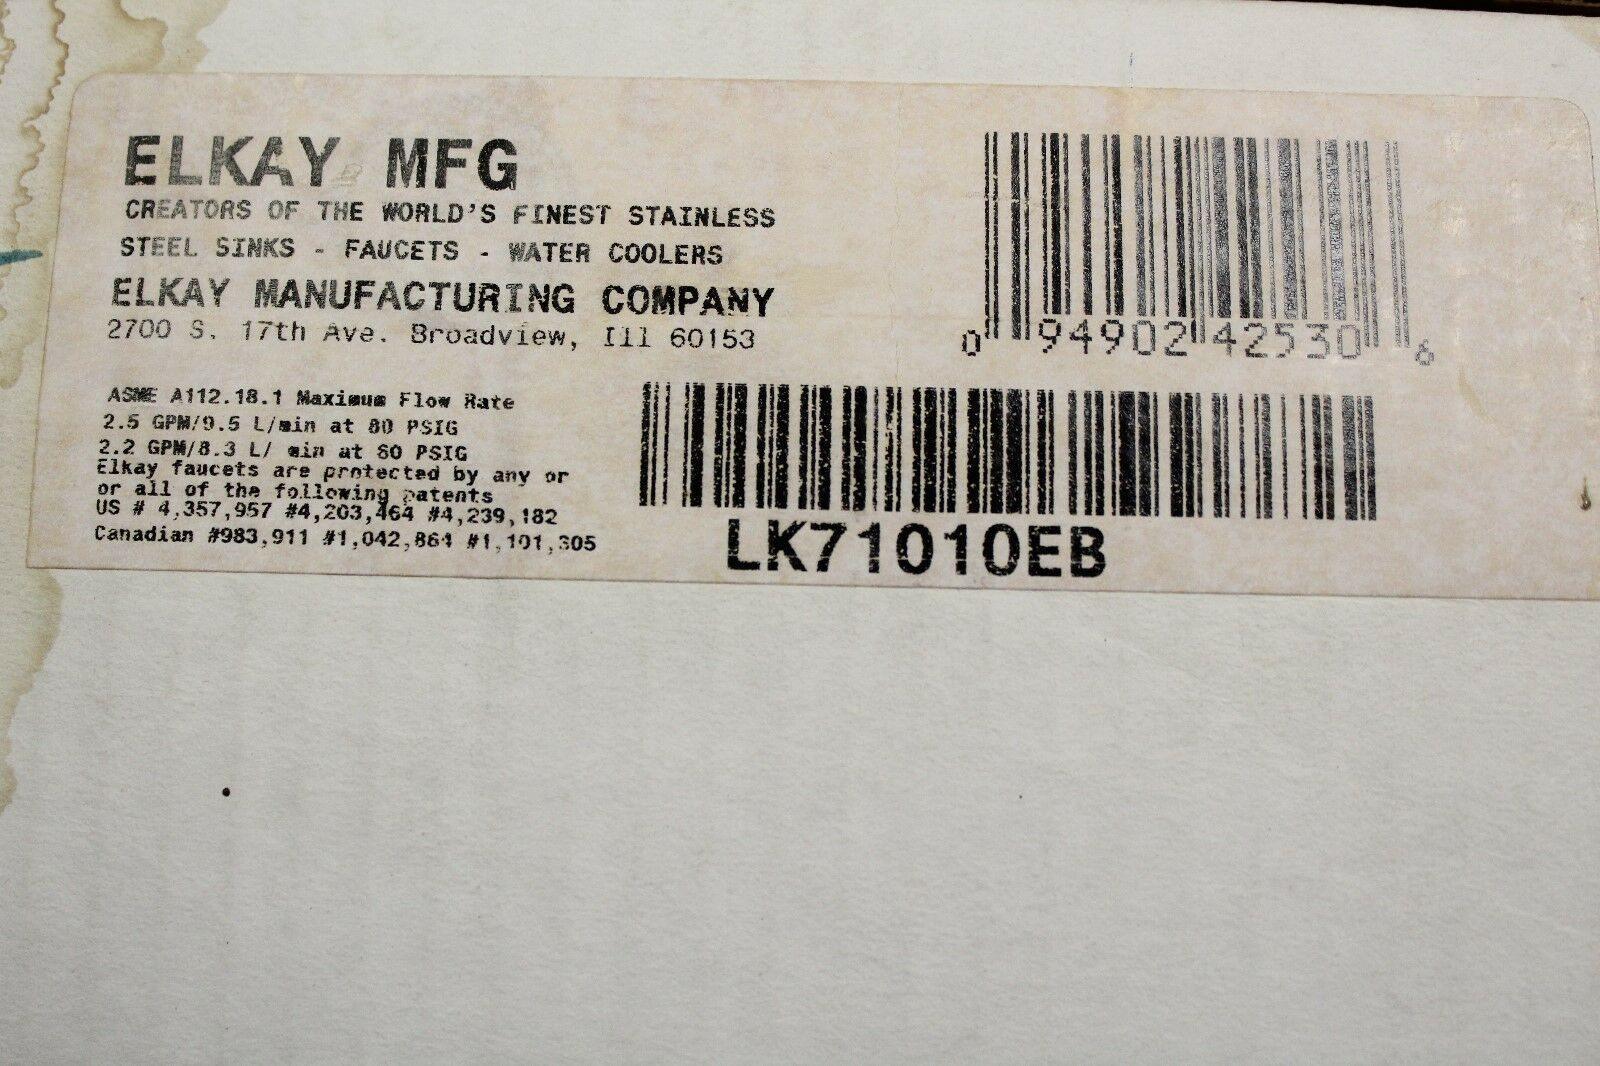 ELKAY MFG
CREATORS OF THE WORLD'S FINEST STAINLESS
STEEL SINKS - FAUCETS - WATER COOLERS
ELKAY MANUFACTURING COMPANY
2700 S. 17th Ave. Broadview, Ill 60153
0 94902 42530 6
ASME A112.18.1 Maximum Flow Rate
2.5 GPM/9.5 L/min at 80 PSIG
2.2 GPM/8.3 L/ min at 60 PSIG
Elkay faucets are protected by any or
or all of the following patents
US # 4,357,957 #4,203,464 #4,239,182
Canadian #983,911 #1,042,864 #1,101,305
LK71010EB